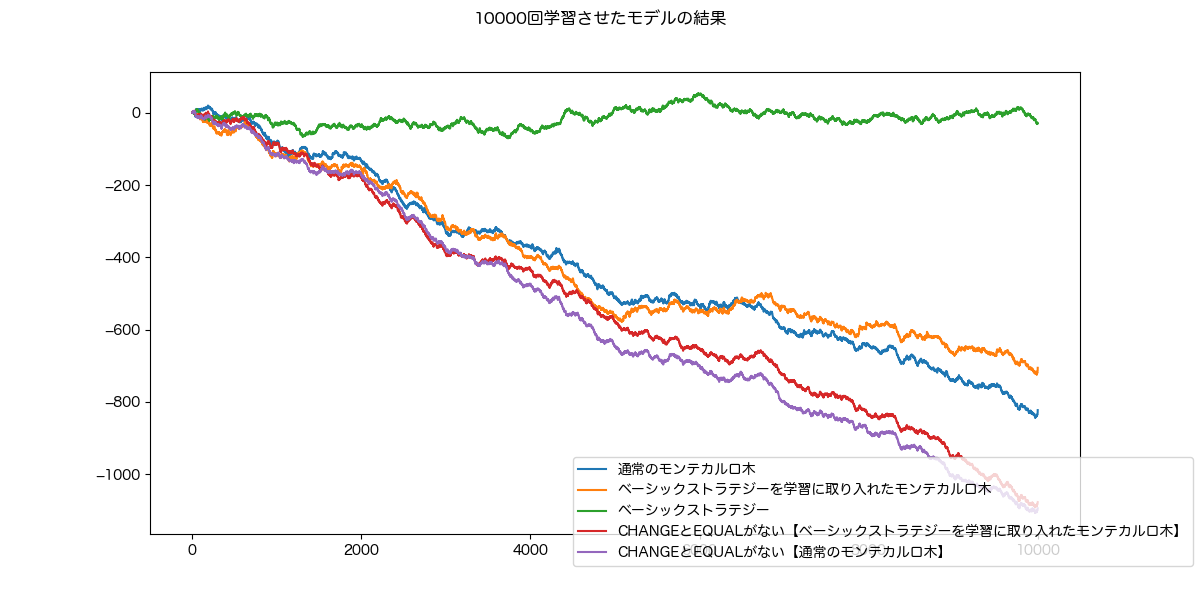 10000回学習させたモデルの結果
0
−200
−400
−600
−800
−1000
通常のモンテカルロ木
ベーシックストラテジーを学習に取り入れたモンテカルロ木
ベーシックストラテジー
CHANGEとEQUALがない【ベーシックストラテジーを学習に取り入れたモンテカルロ木】
CHANGEとEQUALがない【通常のモンテカルロ木】
0 2000 4000 6000 8000 10000